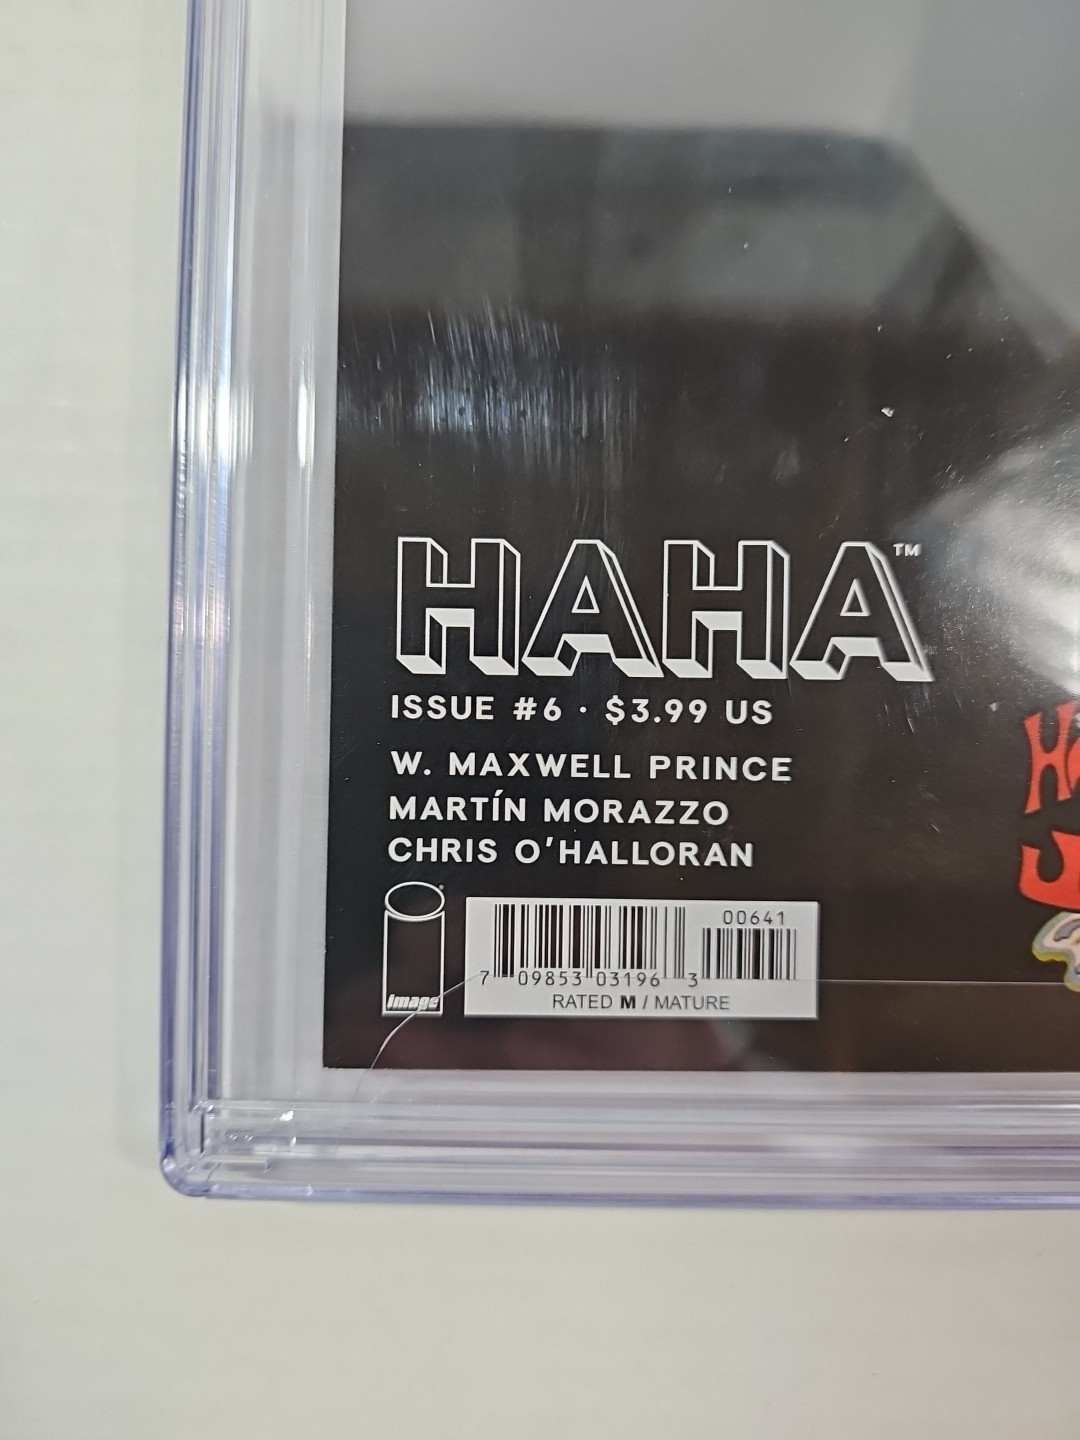 HAHA™
ISSUE #6 · $3.99 US
W. MAXWELL PRINCE
MARTÍN MORAZZO
CHRIS O'HALLORAN
image
00641
7 09853 03196 3
RATED M / MATURE